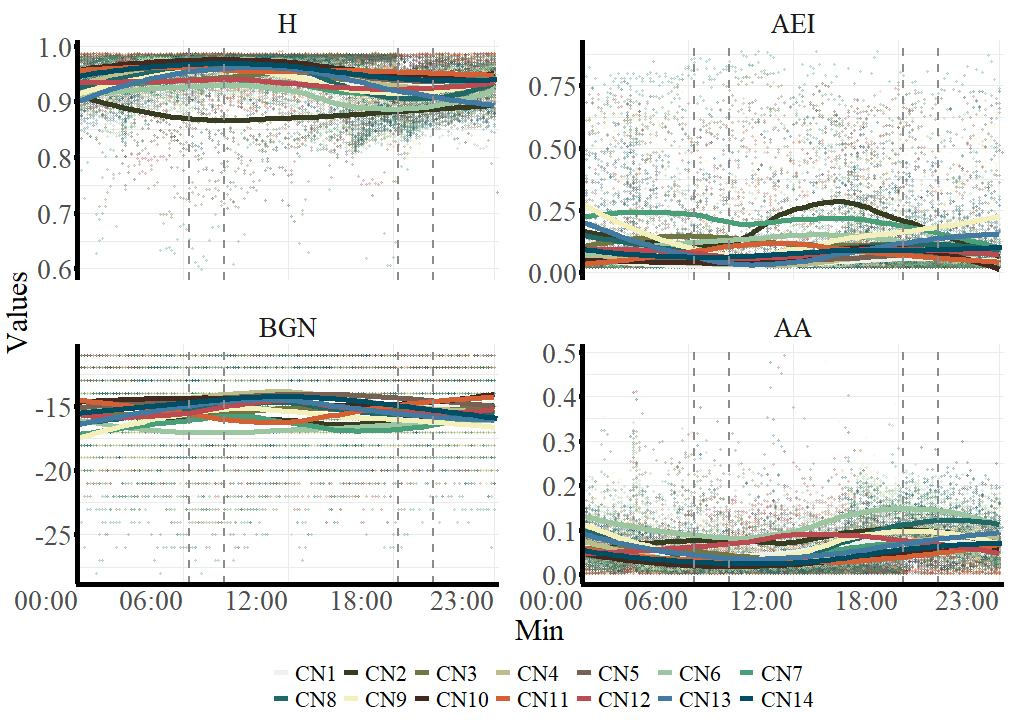 H
AEI
1.0
0.9
0.8
0.7
0.6
0.75
0.50
0.25
0.00
Values
BGN
AA
-15
-20
-25
0.5
0.4
0.3
0.2
0.1
0.0
00:00 06:00 12:00 18:00 23:00
00:00 06:00 12:00 18:00 23:00
Min
CN1 CN2 CN3 CN4 CN5 CN6 CN7
CN8 CN9 CN10 CN11 CN12 CN13 CN14